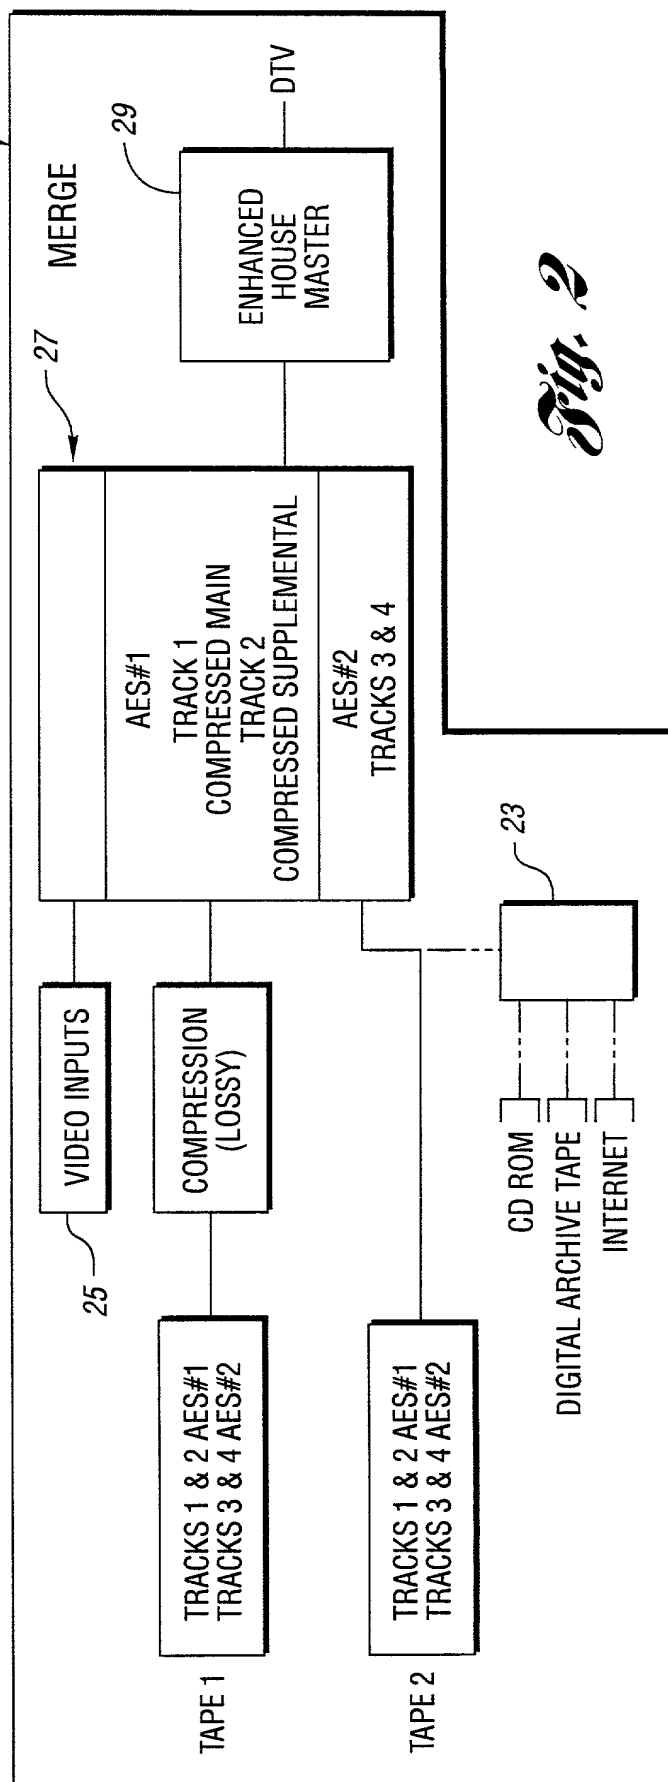 MERGE
27
29
VIDEO INPUTS
25
COMPRESSION
(LOSSY)
TAPE 1
TRACKS 1 & 2 AES#1
TRACKS 3 & 4 AES#2
AES#1
TRACK 1
COMPRESSED MAIN
TRACK 2
COMPRESSED SUPPLEMENTAL
AES#2
TRACKS 3 & 4
ENHANCED
HOUSE
MASTER
DTV
TAPE 2
TRACKS 1 & 2 AES#1
TRACKS 3 & 4 AES#2
23
CD ROM
DIGITAL ARCHIVE TAPE
INTERNET
Fig. 2